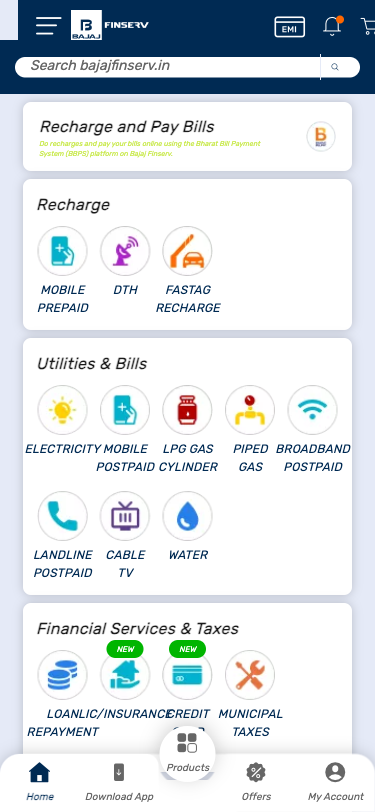 BAJAJ FINSERV EMI
Search bajajfinserv.in
Recharge and Pay Bills
Do recharges and pay your bills online using the Bharat Bill Payment
System (BBPS) platform on Bajaj Finserv.
Recharge
MOBILE PREPAID
DTH
FASTAG RECHARGE
Utilities & Bills
ELECTRICITY
MOBILE POSTPAID
LPG GAS CYLINDER
PIPED GAS
BROADBAND POSTPAID
LANDLINE POSTPAID
CABLE TV
WATER
Financial Services & Taxes
NEW NEW
LOAN REPAYMENT
LIC/INSURANCE
CREDIT
MUNICIPAL TAXES
Home
Download App
Products
Offers
My Account